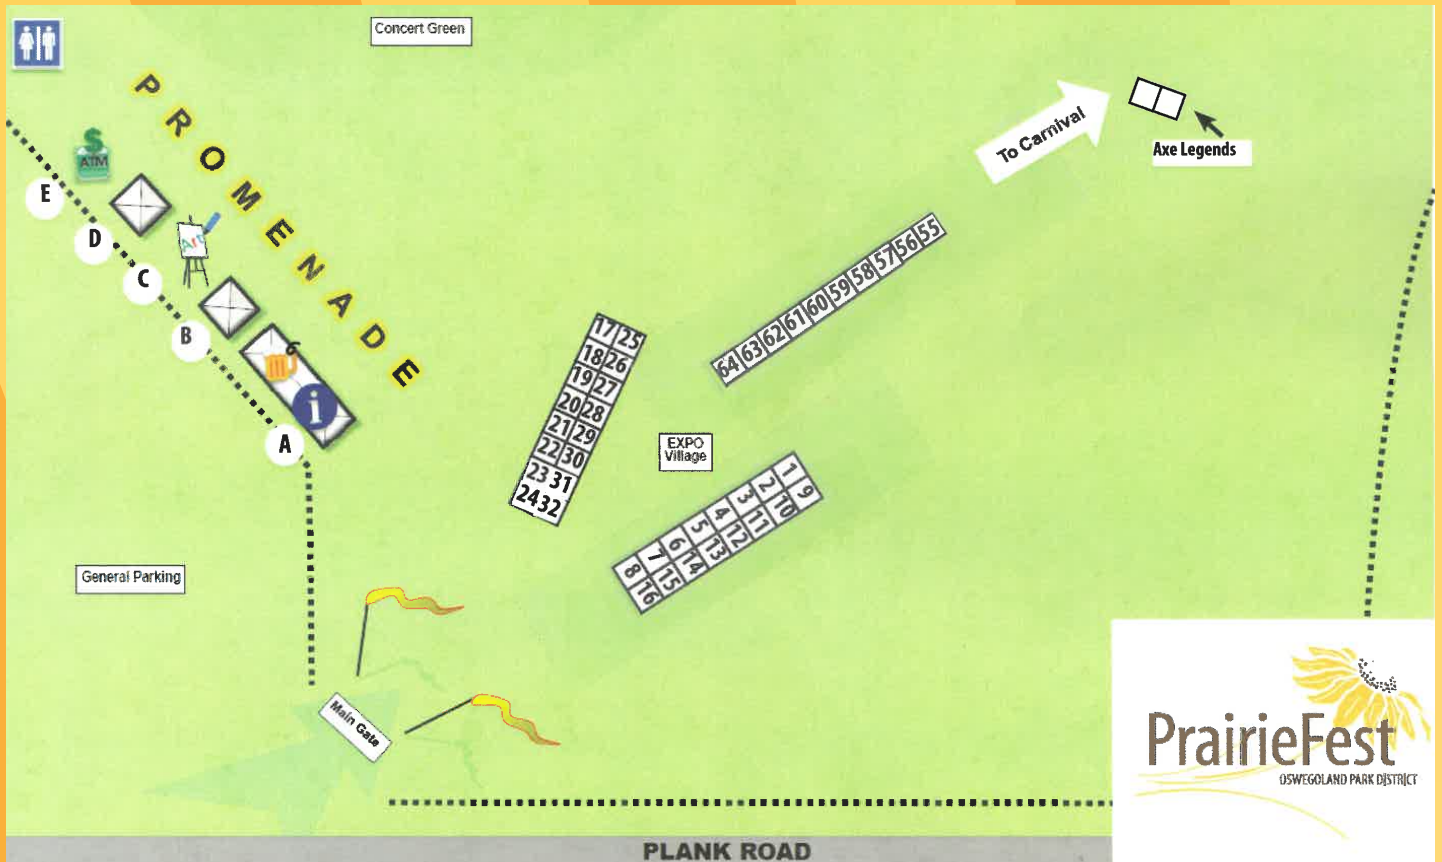 Concert Green
PROMENADE
To Carnival
Axe Legends
$
ATM
E
D
C
B
A
Art
6
i
55
56
57
58
59
60
61
62
63
64
17 25
18 26
19 27
20 28
21 29
22 30
23 31
24 32
EXPO
Village
1 9
2 10
3 11
4 12
5 13
6 14
7 15
8 16
General Parking
Main Gate
PrairieFest
OSWEGOLAND PARK DISTRICT
PLANK ROAD